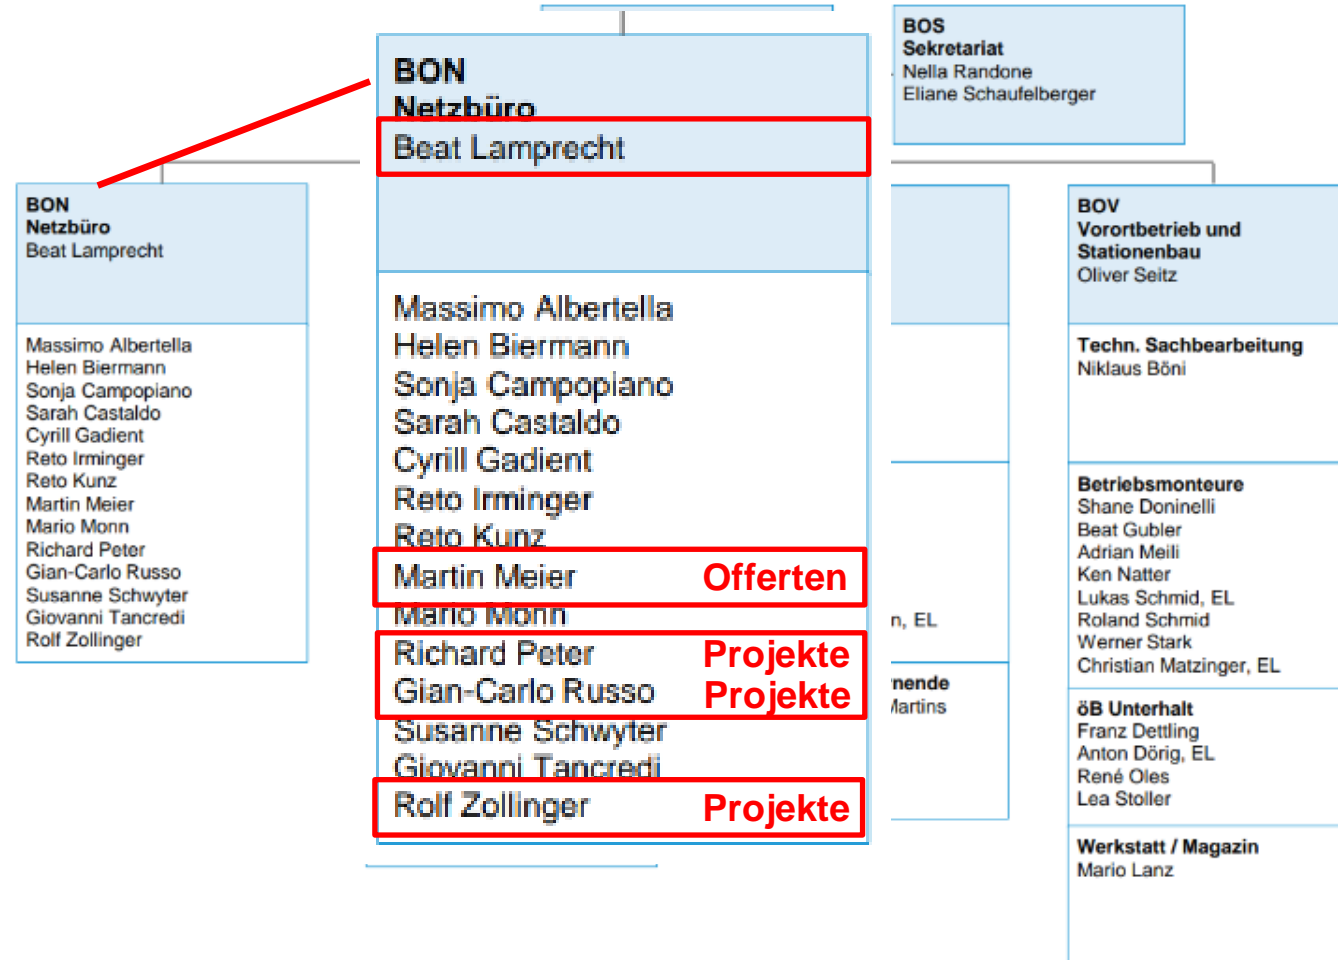 BOS
Sekretariat
Nella Randone
Eliane Schaufelberger
BON
Netzbüro
Beat Lamprecht
Massimo Albertella
Helen Biermann
Sonja Campopiano
Sarah Castaldo
Cyrill Gadient
Reto Irminger
Reto Kunz
Martin Meier
Mario Monn
Richard Peter
Gian-Carlo Russo
Susanne Schwyter
Giovanni Tancredi
Rolf Zollinger
BON
Netzbüro
Beat Lamprecht
Massimo Albertella
Helen Biermann
Sonja Campopiano
Sarah Castaldo
Cyrill Gadient
Reto Irminger
Reto Kunz
Martin Meier Offerten
Mario Monn
Richard Peter Projekte
Gian-Carlo Russo Projekte
Susanne Schwyter
Giovanni Tancredi
Rolf Zollinger Projekte
n, EL
nende
Martins
BOV
Vorortbetrieb und
Stationenbau
Oliver Seitz
Techn. Sachbearbeitung
Niklaus Böni
Betriebsmonteure
Shane Doninelli
Beat Gubler
Adrian Meili
Ken Natter
Lukas Schmid, EL
Roland Schmid
Werner Stark
Christian Matzinger, EL
öB Unterhalt
Franz Dettling
Anton Dörig, EL
René Oles
Lea Stoller
Werkstatt / Magazin
Mario Lanz